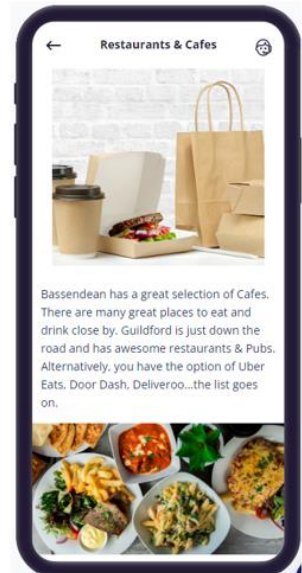 Restaurants & Cafes
Bassendean has a great selection of Cafes.
There are many great places to eat and
drink close by. Guildford is just down the
road and has awesome restaurants & Pubs.
Alternatively, you have the option of Uber
Eats, Door Dash, Deliveroo...the list goes
on.